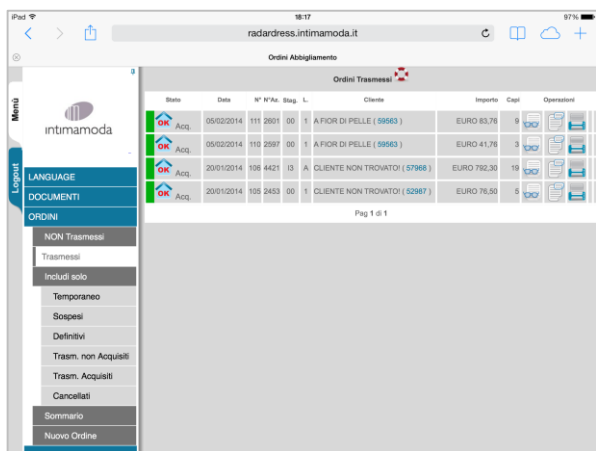 iPad 18:17 97%
radardress.intimamoda.it
Ordini Abbigliamento
Menù
Logout
intimamoda
LANGUAGE
DOCUMENTI
ORDINI
NON Trasmessi
Trasmessi
Includi solo
Temporaneo
Sospesi
Definitivi
Trasm. non Acquisiti
Trasm. Acquisiti
Cancellati
Sommario
Nuovo Ordine
Ordini Trasmessi
Stato Data N° N°Az. Stag. L. Cliente Importo Capi Operazioni
OK Acq. 05/02/2014 111 2601 00 1 A FIOR DI PELLE ( 59563 ) EURO 83,76 9
OK Acq. 05/02/2014 110 2597 00 1 A FIOR DI PELLE ( 59563 ) EURO 41,76 3
OK Acq. 20/01/2014 106 4421 I3 A CLIENTE NON TROVATO! ( 57968 ) EURO 792,30 19
OK Acq. 20/01/2014 105 2453 00 1 CLIENTE NON TROVATO! ( 52987 ) EURO 76,50 5
Pag 1 di 1